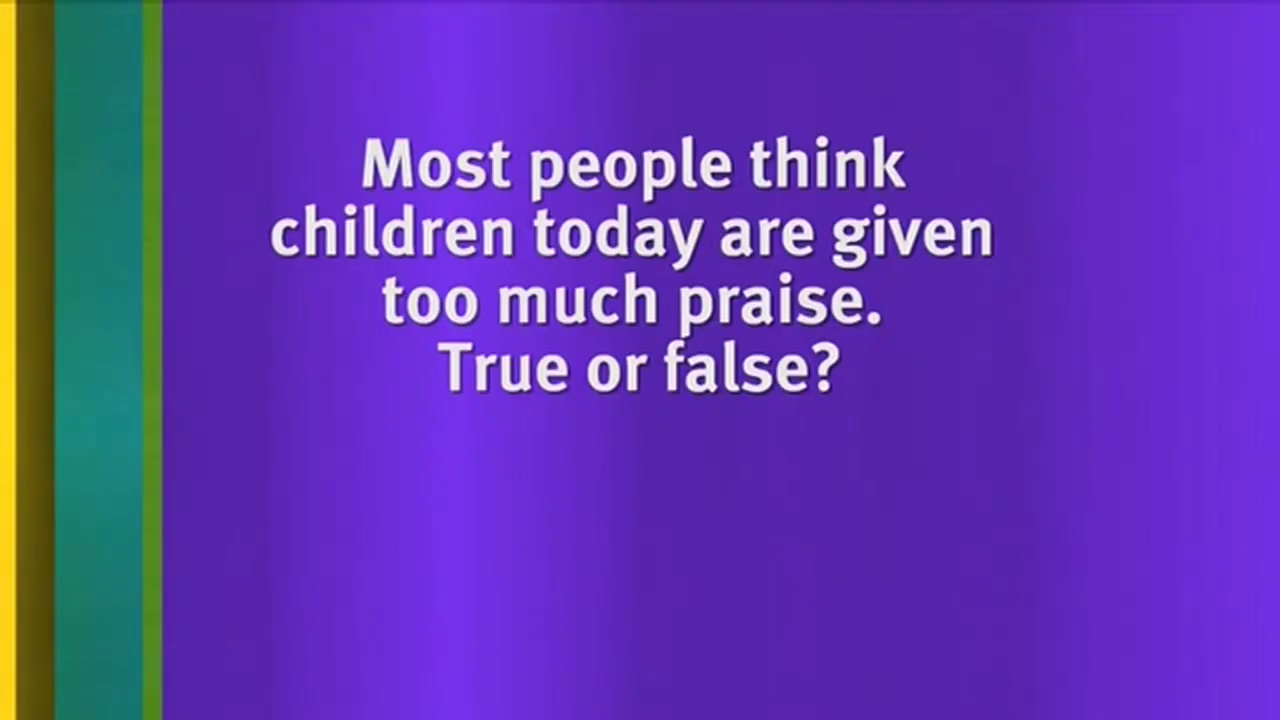 Most people think
children today are given
too much praise.
True or false?